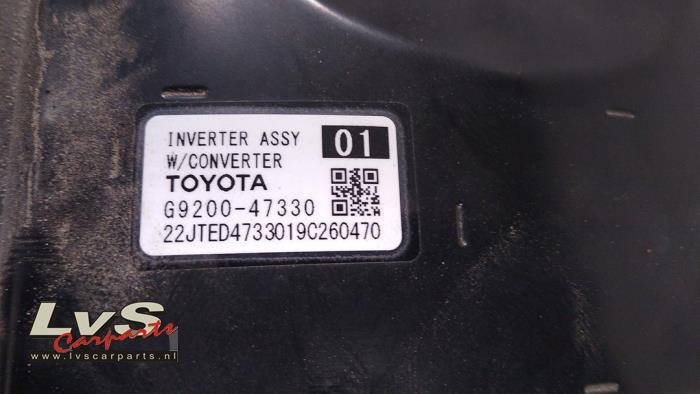 INVERTER ASSY 01
W/CONVERTER
TOYOTA
G9200-47330
22JTED4733019C260470
LvS
Carparts
www.lvscarparts.nl